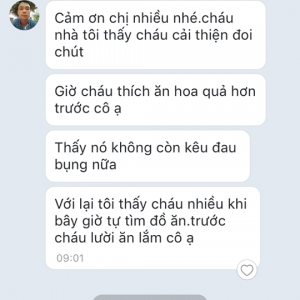 Cảm ơn chị nhiều nhé.cháu
nhà tôi thấy cháu cải thiện đoi
chút
Giờ cháu thích ăn hoa quả hơn
trước cô ạ
Thấy nó không còn kêu đau
bụng nữa
Với lại tôi thấy cháu nhiều khi
bây giờ tự tìm đồ ăn.trước
cháu lười ăn lắm cô ạ
09:01